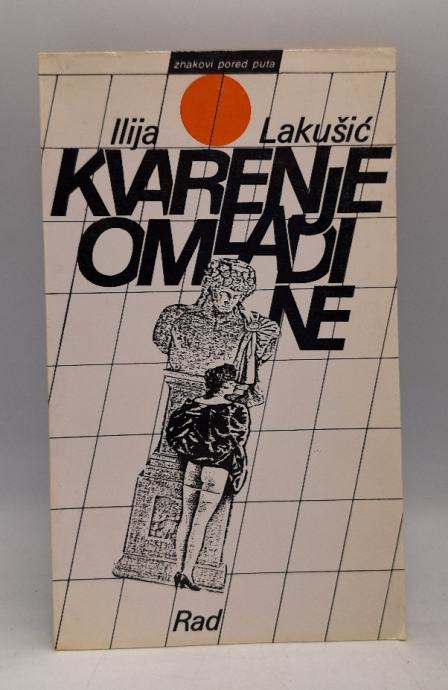 znakovi pored puta
Ilija Lakušić
KVARENJE
OMLADI
NE
Rad